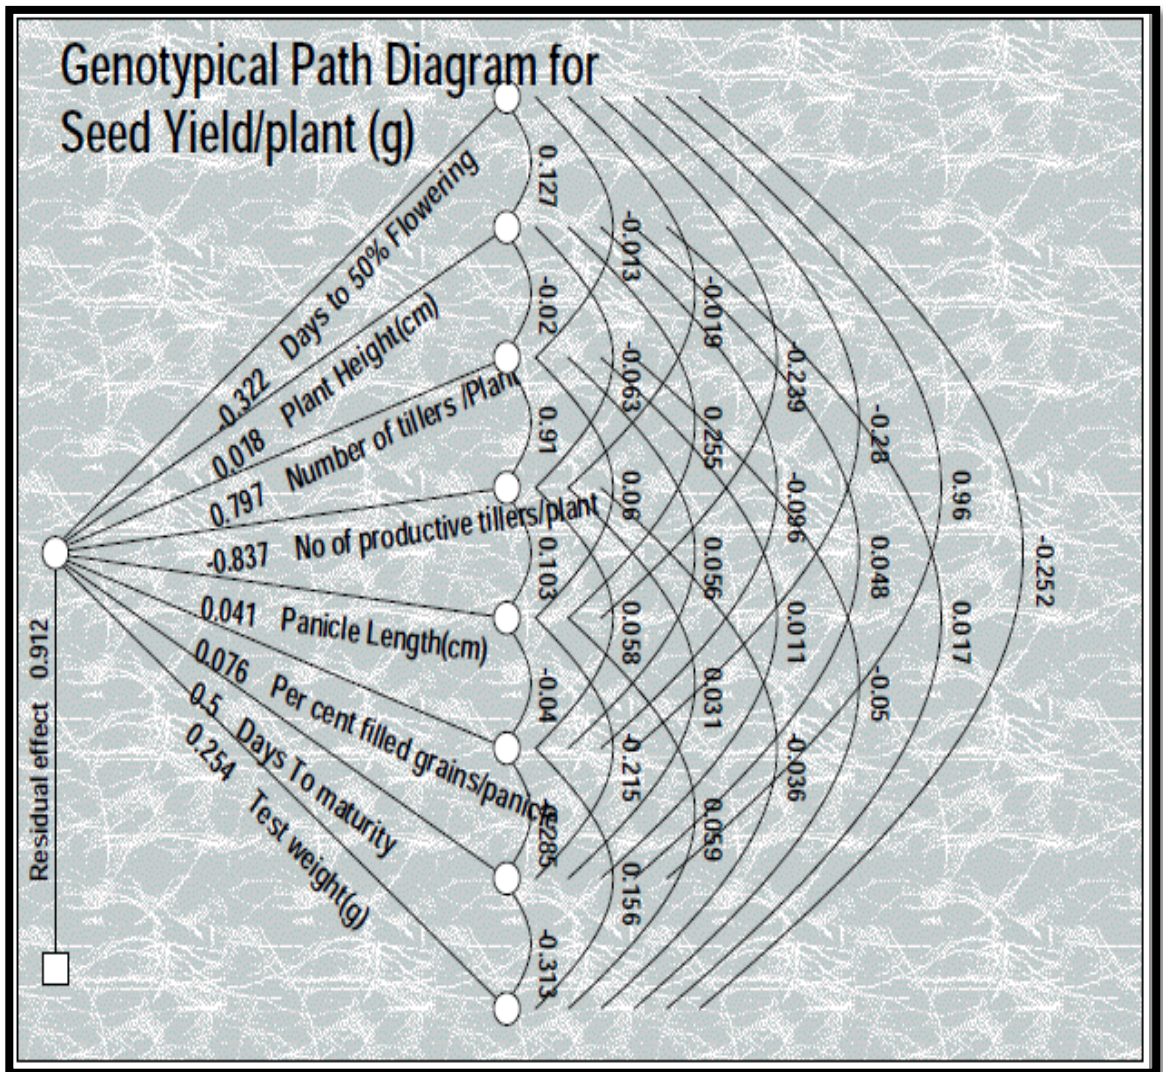 Genotypical Path Diagram for
Seed Yield/plant (g)
-0.322 Days to 50% Flowering
0.018 Plant Height(cm)
0.797 Number of tillers /Plant
-0.837 No of productive tillers/plant
0.041 Panicle Length(cm)
0.076 Per cent filled grains/panicle
0.5 Days To maturity
0.254 Test weight(g)
Residual effect 0.912
0.127
-0.02
0.91
0.103
-0.04
-0.285
-0.313
-0.013
-0.063
0.06
0.058
-0.215
0.156
-0.018
0.255
0.056
0.031
0.059
-0.239
-0.096
0.011
-0.036
-0.28
0.048
-0.05
0.96
0.017
-0.252